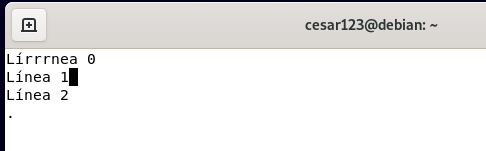 cesar123@debian: ~
Lírrrnea 0
Línea 1
Línea 2
.